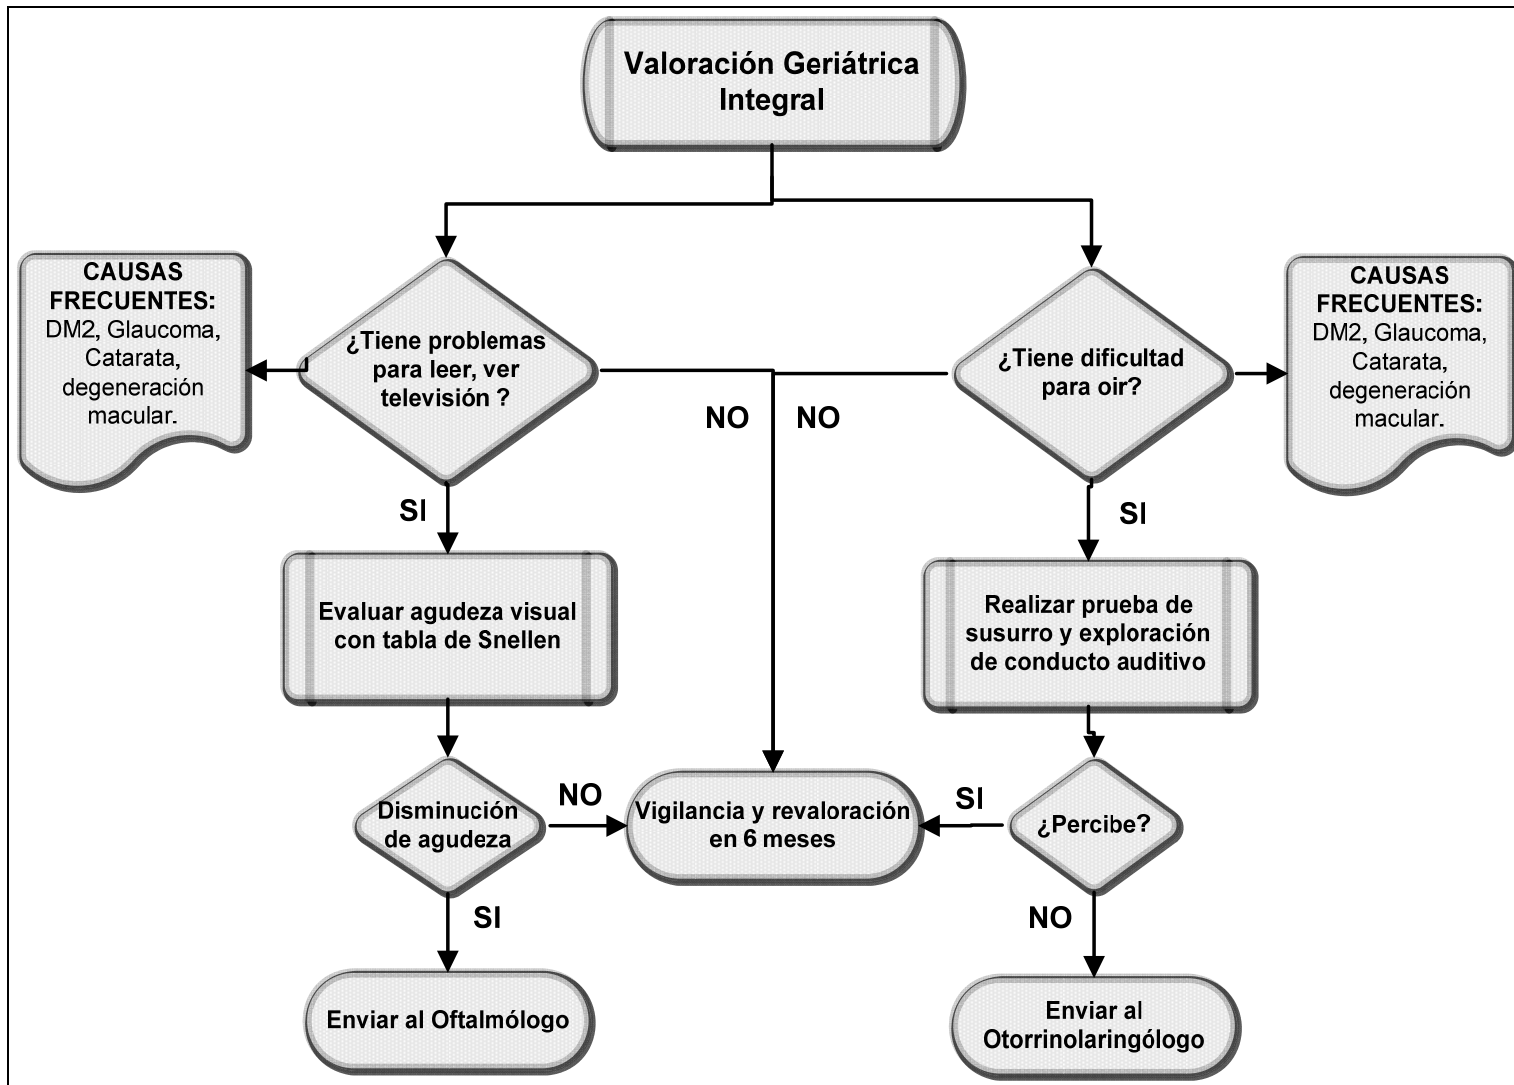 Valoración Geriátrica
Integral
CAUSAS
FRECUENTES:
DM2, Glaucoma,
Catarata,
degeneración
macular.
¿Tiene problemas
para leer, ver
televisión ?
NO
NO
¿Tiene dificultad
para oir?
CAUSAS
FRECUENTES:
DM2, Glaucoma,
Catarata,
degeneración
macular.
SI
SI
Evaluar agudeza visual
con tabla de Snellen
Realizar prueba de
susurro y exploración
de conducto auditivo
Disminución
de agudeza
NO
Vigilancia y revaloración
en 6 meses
SI
¿Percibe?
SI
NO
Enviar al Oftalmólogo
Enviar al
Otorrinolaringólogo